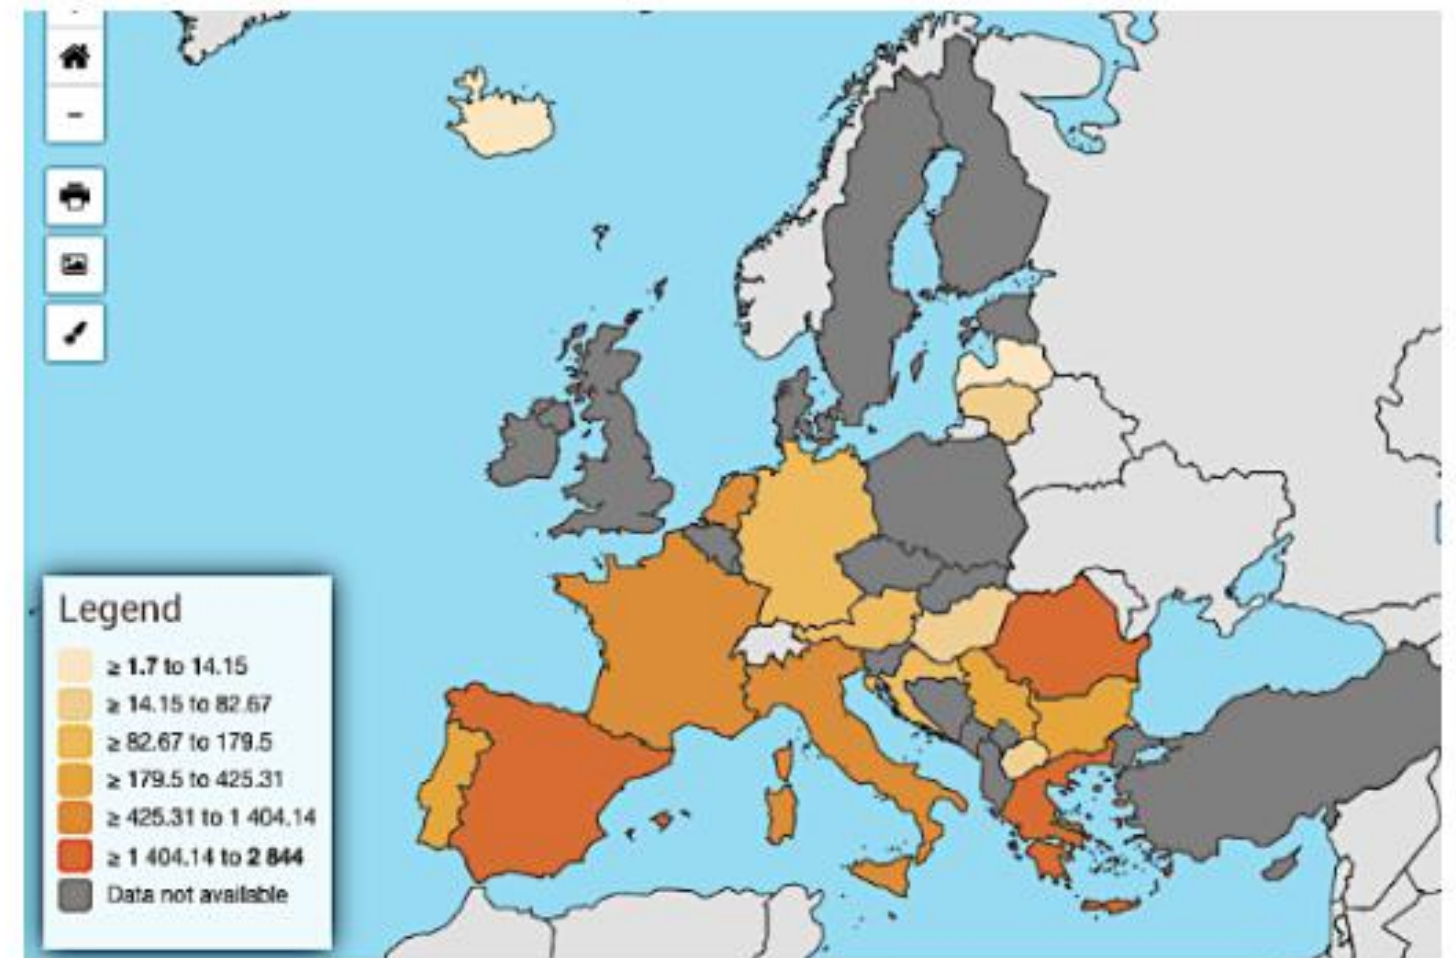 Legend
≥ 1.7 to 14.15
≥ 14.15 to 82.67
≥ 82.67 to 179.5
≥ 179.5 to 425.31
≥ 425.31 to 1 404.14
≥ 1 404.14 to 2 844
Data not available